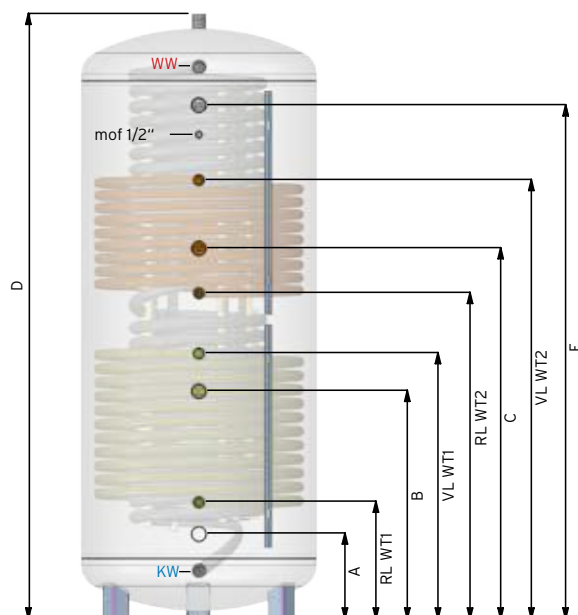 WW
mof 1/2“
D
E
VL WT2
C
RL WT2
VL WT1
B
RL WT1
A
KW